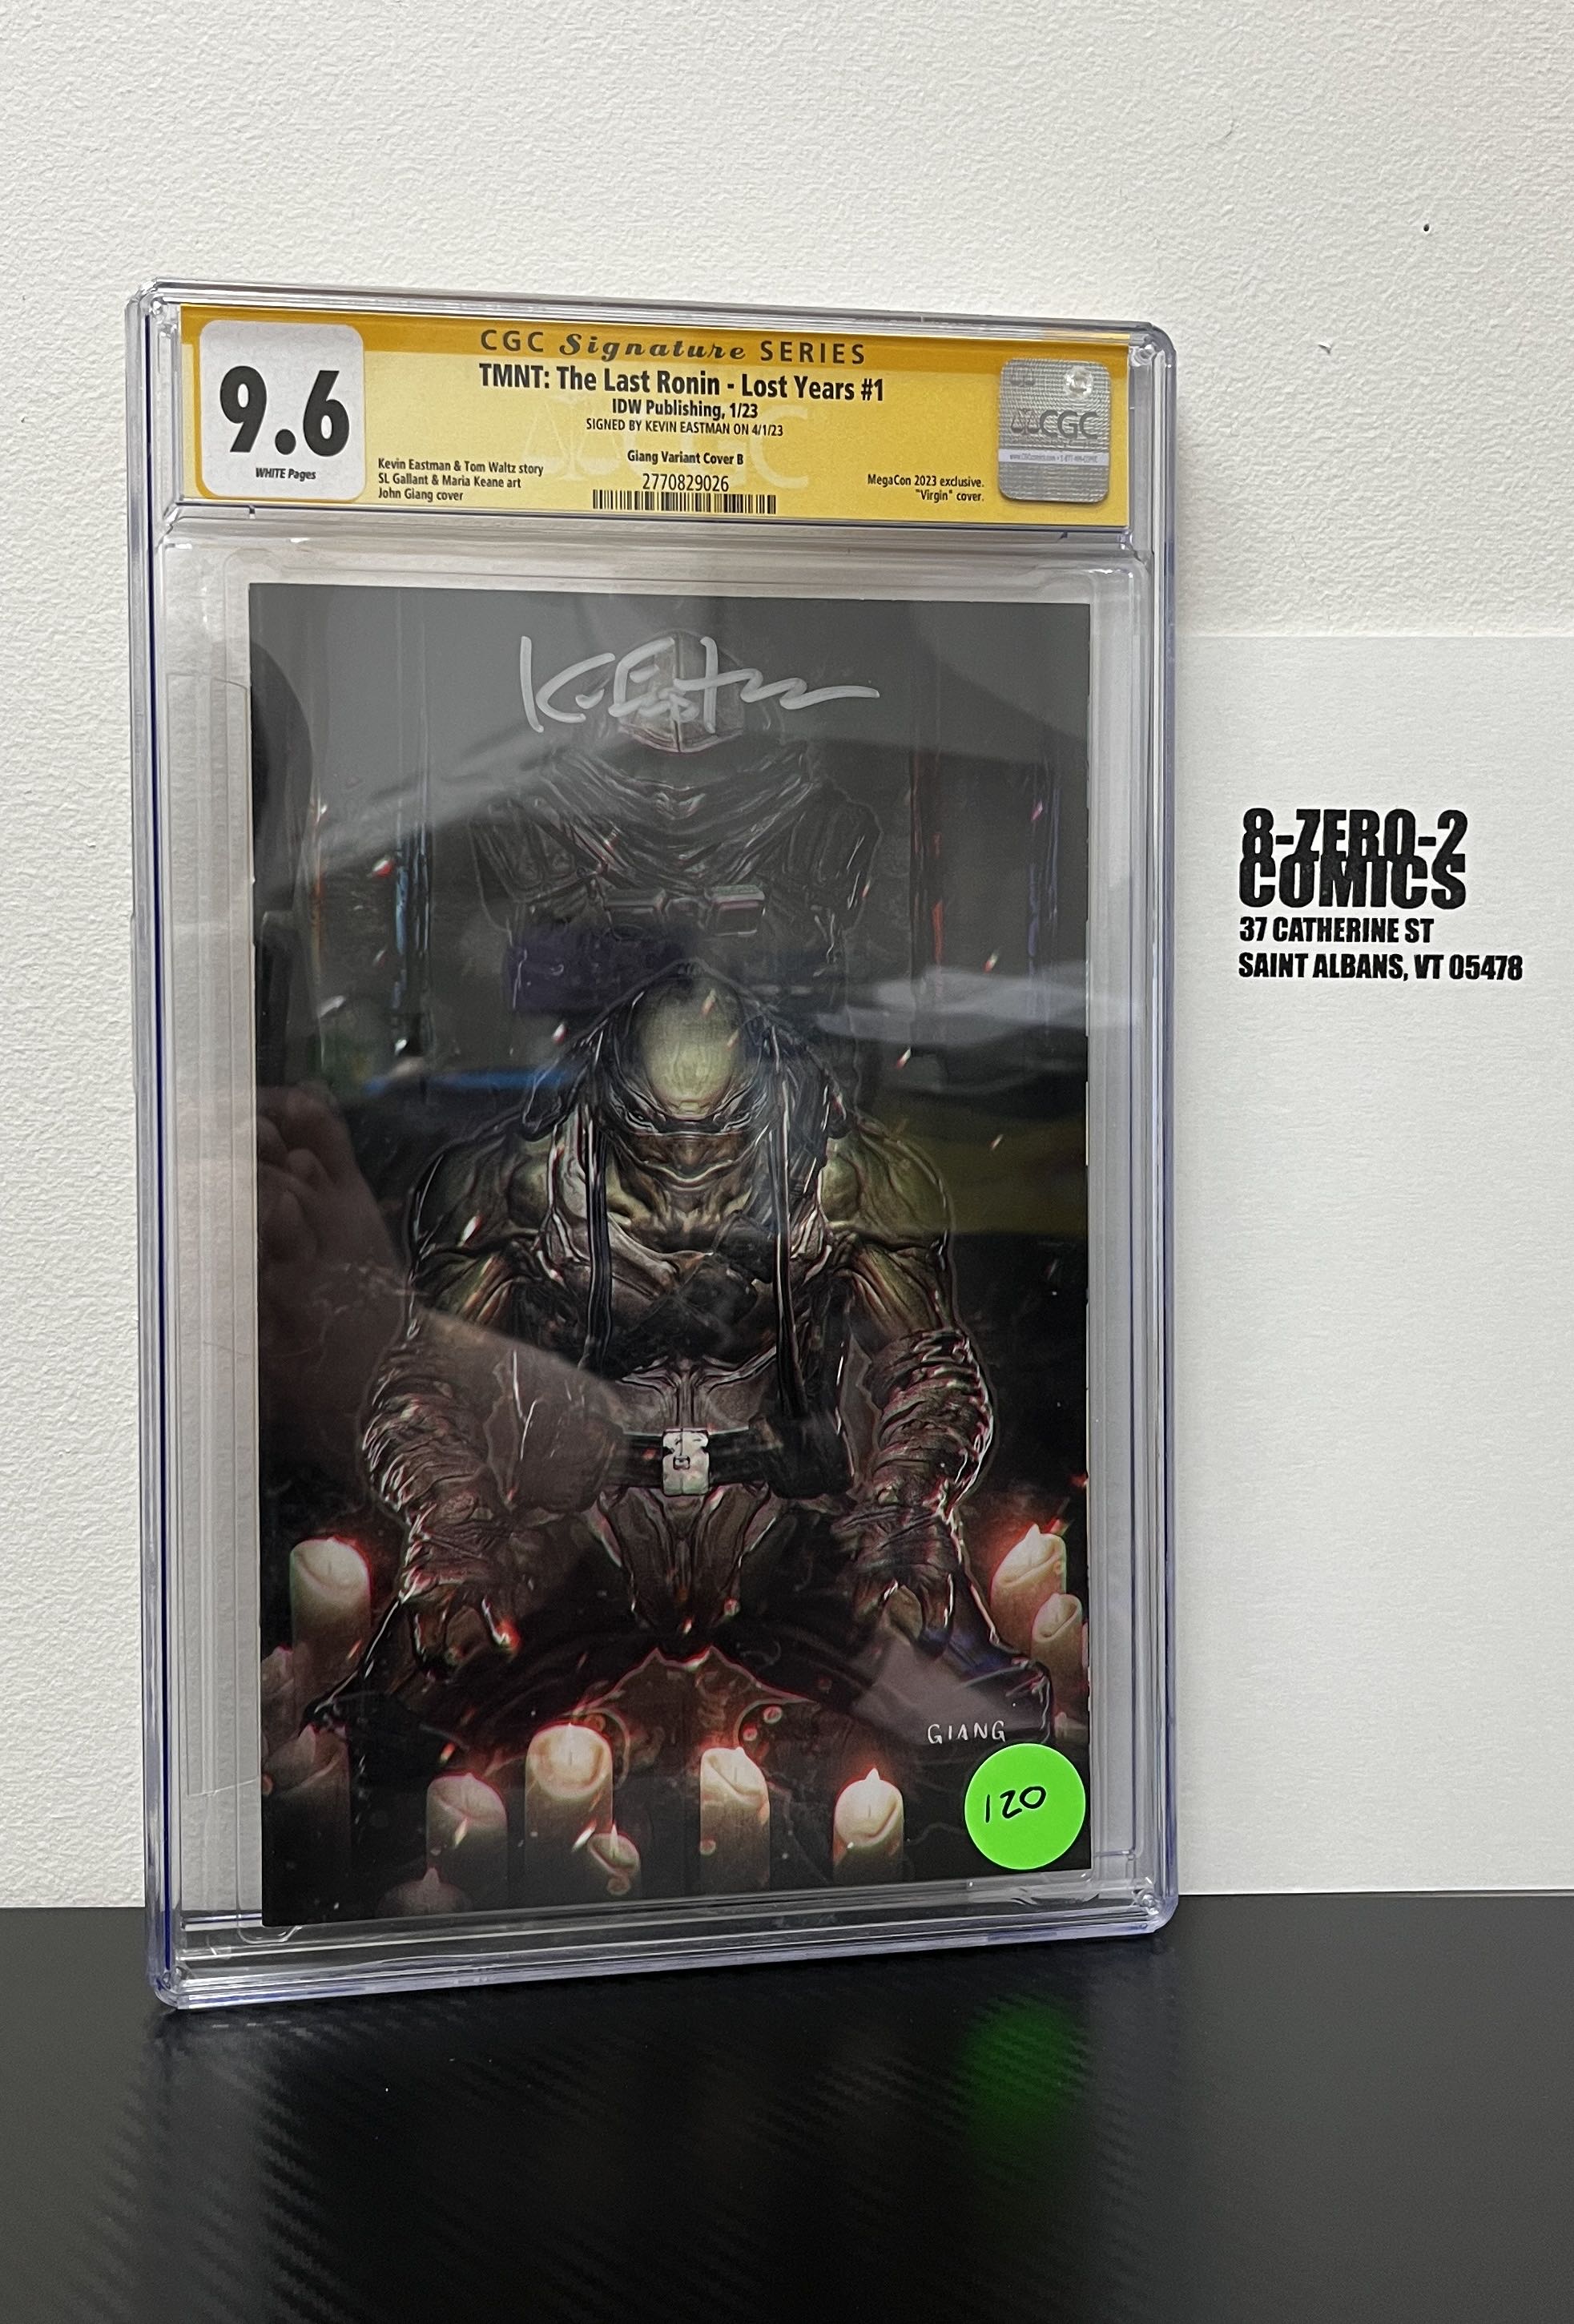 CGC Signature SERIES
9.6
WHITE Pages
TMNT: The Last Ronin - Lost Years #1
IDW Publishing, 1/23
SIGNED BY KEVIN EASTMAN ON 4/1/23
Giang Variant Cover B
2770829026
Kevin Eastman & Tom Waltz story
SL Gallant & Maria Keane art
John Giang cover
MegaCon 2023 exclusive.
"Virgin" cover.
CGC
8-ZERO-2
COMICS
37 CATHERINE ST
SAINT ALBANS, VT 05478
GIANG
120